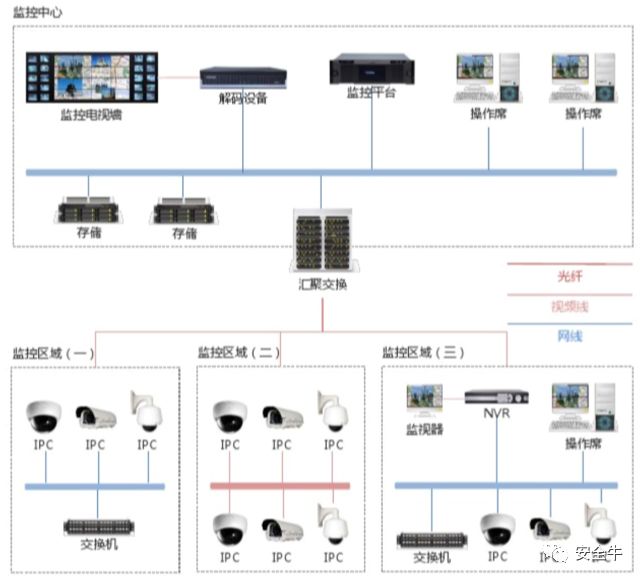 监控中心
监控电视墙
解码设备
监控平台
操作席
操作席
存储
存储
汇聚交换
光纤
视频线
网线
监控区域（一）
监控区域（二）
监控区域（三）
IPC
IPC
IPC
交换机
IPC
IPC
IPC
IPC
IPC
IPC
监视器
NVR
操作席
交换机
IPC
IPC
IPC
安全牛